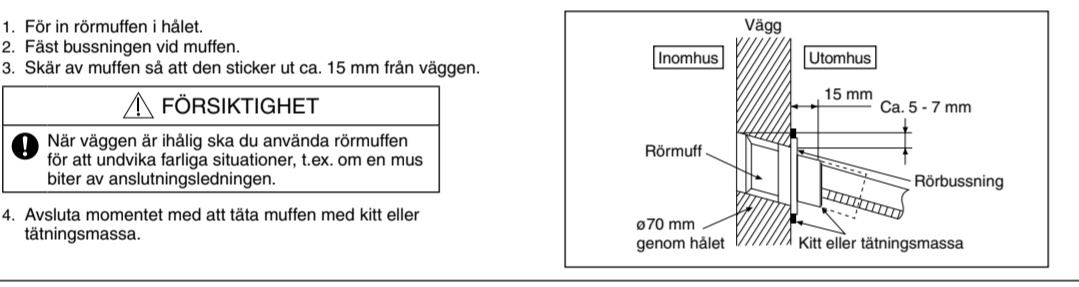 1. För in rörmuffen i hålet.
2. Fäst bussningen vid muffen.
3. Skär av muffen så att den sticker ut ca. 15 mm från väggen.
FÖRSIKTIGHET
När väggen är ihålig ska du använda rörmuffen
för att undvika farliga situationer, t.ex. om en mus
biter av anslutningsledningen.
4. Avsluta momentet med att täta muffen med kitt eller
tätningsmassa.
Vägg
Inomhus
Utomhus
15 mm
Ca. 5 - 7 mm
Rörmuff
Rörbussning
ø70 mm
genom hålet
Kitt eller tätningsmassa